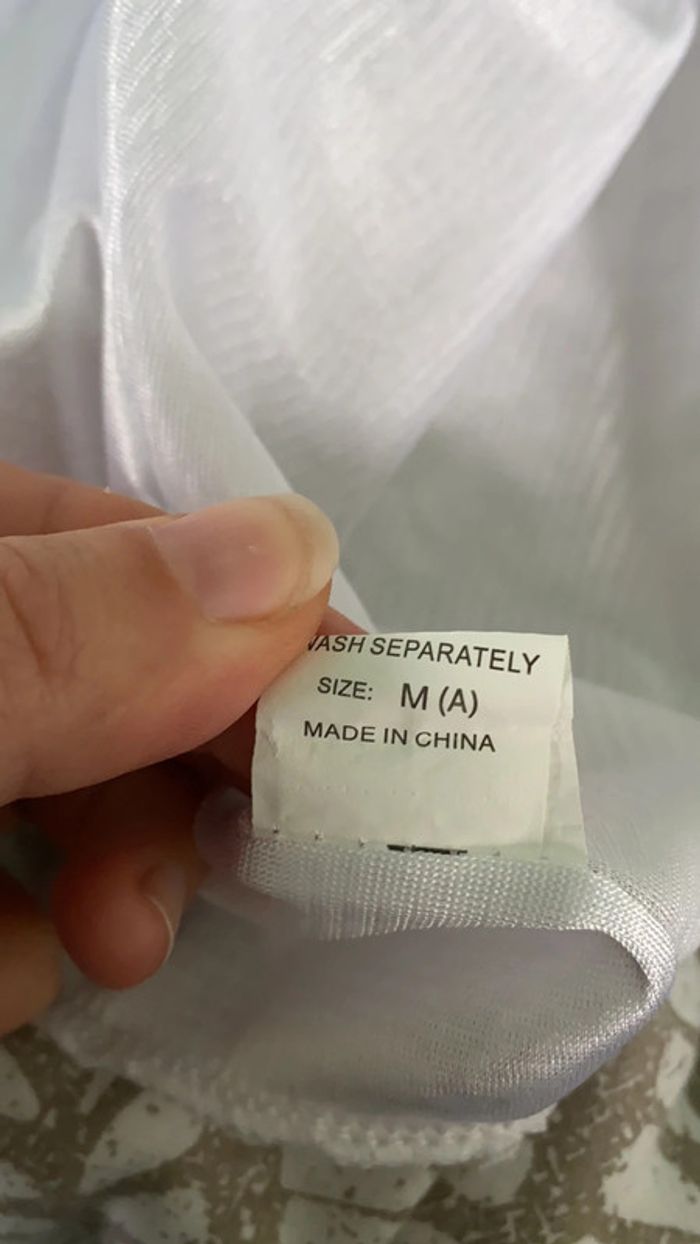 WASH SEPARATELY
SIZE: M (A)
MADE IN CHINA